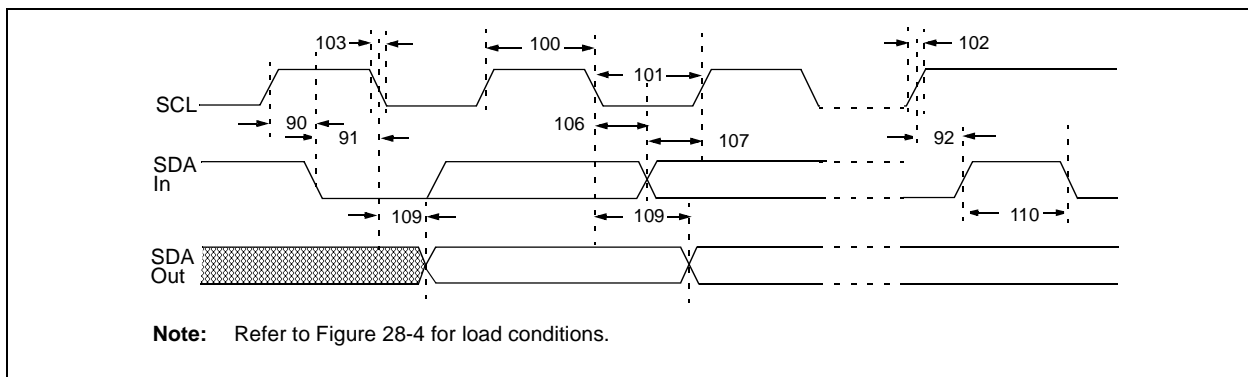 103
100
102
101
SCL
90
91
106
107
92
SDA
In
109
109
110
SDA
Out
Note: Refer to Figure 28-4 for load conditions.